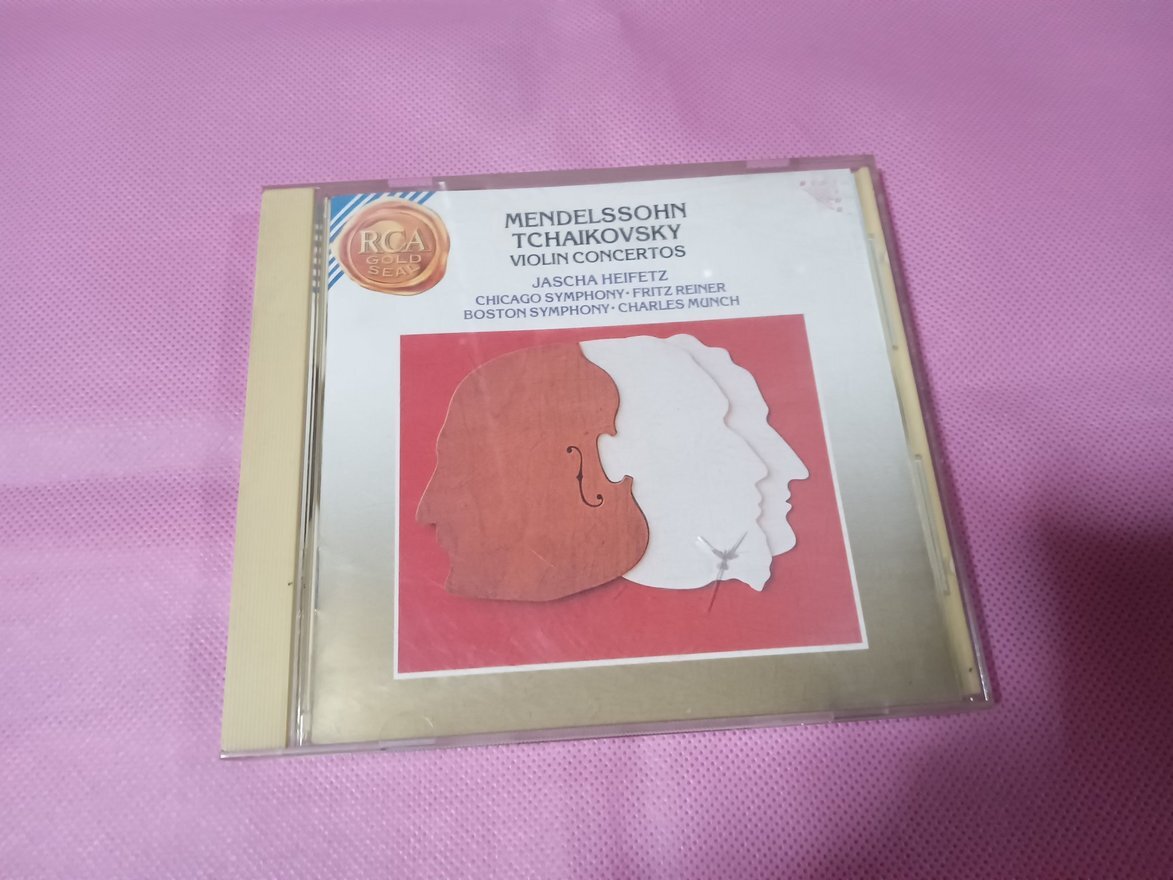 RCA
GOLD
SEAL
MENDELSSOHN
TCHAIKOVSKY
VIOLIN CONCERTOS
JASCHA HEIFETZ
CHICAGO SYMPHONY · FRITZ REINER
BOSTON SYMPHONY · CHARLES MUNCH